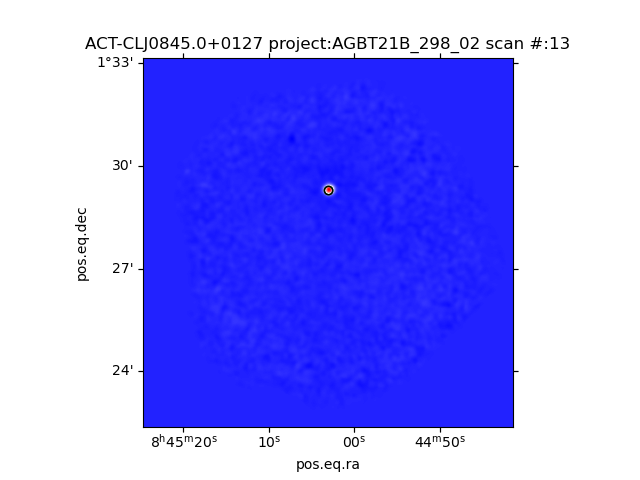 ACT-CLJ0845.0+0127 project:AGBT21B_298_02 scan #:13
1°33'
30'
27'
24'
pos.eq.dec
8ʰ45ᵐ20ˢ 10ˢ 00ˢ 44ᵐ50ˢ
pos.eq.ra